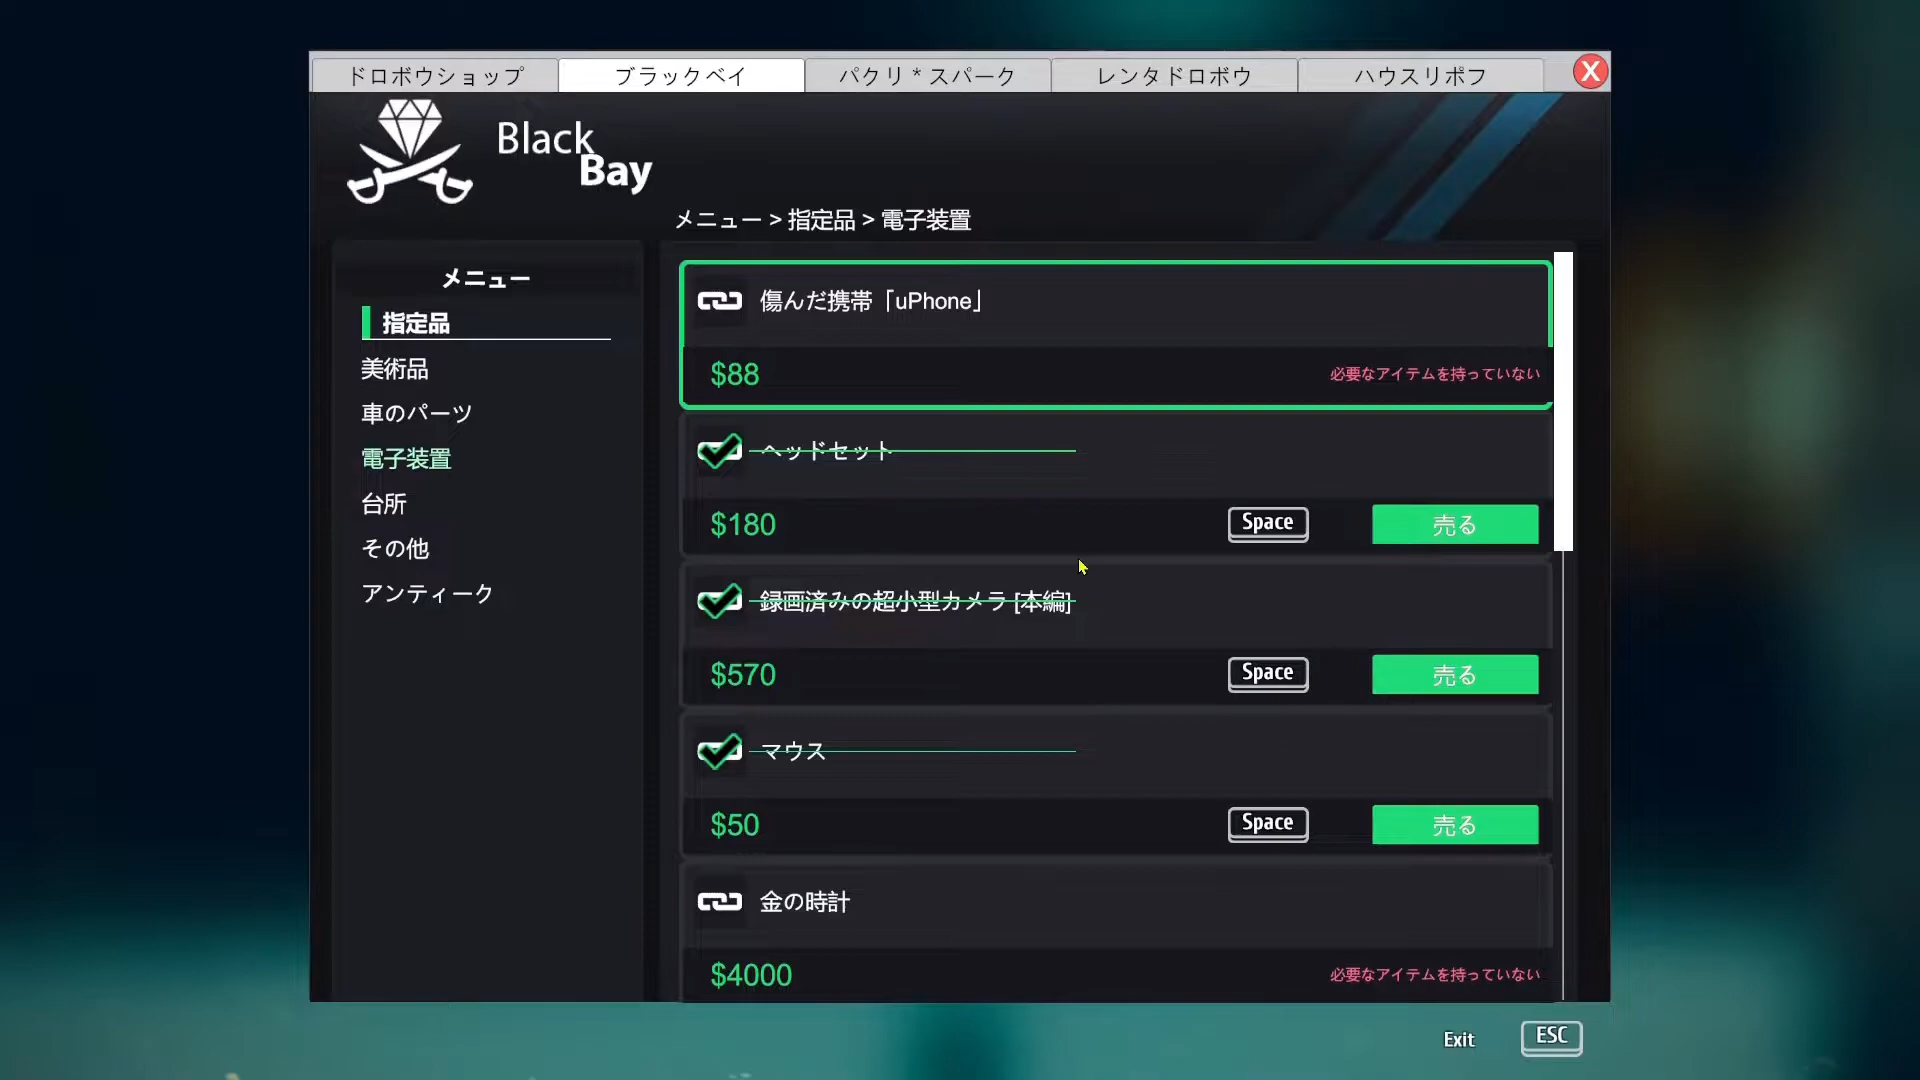 ドロボウショップ
ブラックベイ
パクリ * スパーク
レンタドロボウ
ハウスリポフ
X
Black
Bay
メニュー > 指定品 > 電子装置
メニュー
指定品
美術品
車のパーツ
電子装置
台所
その他
アンティーク
傷んだ携帯「uPhone」
$88
必要なアイテムを持っていない
ヘッドセット
$180
Space
売る
録画済みの超小型カメラ [本編]
$570
Space
売る
マウス
$50
Space
売る
金の時計
$4000
必要なアイテムを持っていない
Exit
ESC